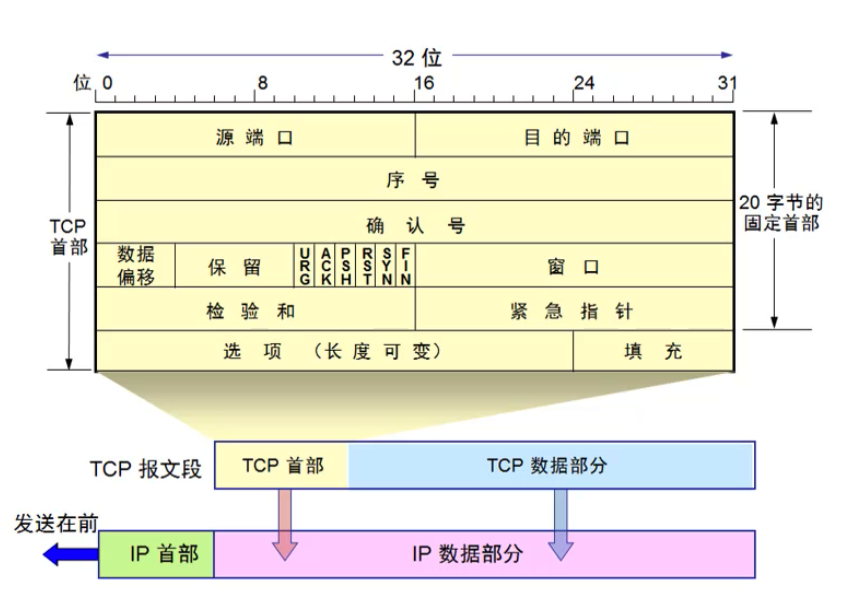 32 位
位 0 8 16 24 31
源 端 口 目 的 端 口
序 号
TCP
首部
20 字节的
固定首部
确 认 号
数据
偏移
保 留
URG
ACK
PSH
RST
SYN
FIN
窗 口
检 验 和 紧 急 指 针
选 项 （长 度 可 变） 填 充
TCP 报文段 TCP 首部 TCP 数据部分
发送在前
IP 首部 IP 数据部分